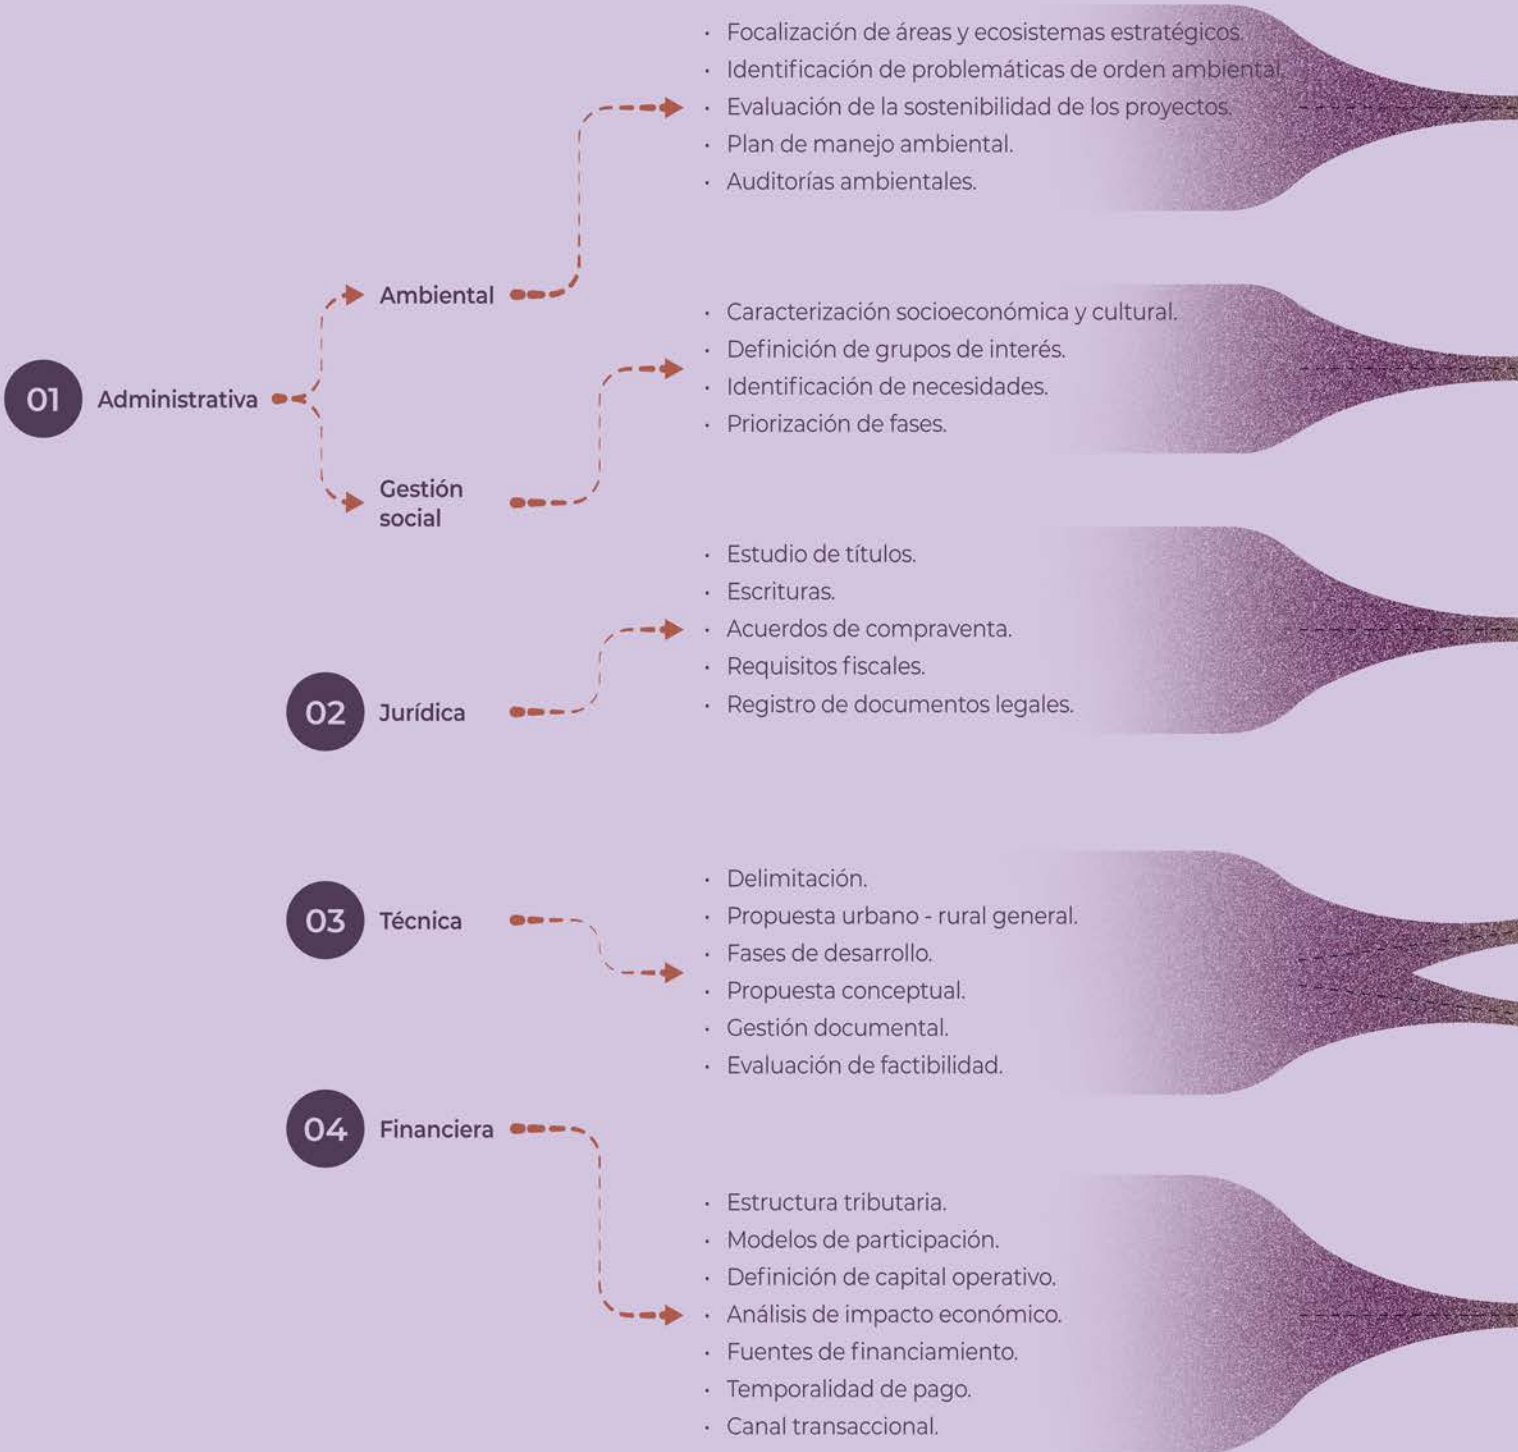 01
Administrativa
Ambiental
• Focalización de áreas y ecosistemas estratégicos.
• Identificación de problemáticas de orden ambiental.
• Evaluación de la sostenibilidad de los proyectos.
• Plan de manejo ambiental.
• Auditorías ambientales.
Gestión
social
• Caracterización socioeconómica y cultural.
• Definición de grupos de interés.
• Identificación de necesidades.
• Priorización de fases.
02
Jurídica
• Estudio de títulos.
• Escrituras.
• Acuerdos de compraventa.
• Requisitos fiscales.
• Registro de documentos legales.
03
Técnica
• Delimitación.
• Propuesta urbano - rural general.
• Fases de desarrollo.
• Propuesta conceptual.
• Gestión documental.
• Evaluación de factibilidad.
04
Financiera
• Estructura tributaria.
• Modelos de participación.
• Definición de capital operativo.
• Análisis de impacto económico.
• Fuentes de financiamiento.
• Temporalidad de pago.
• Canal transaccional.